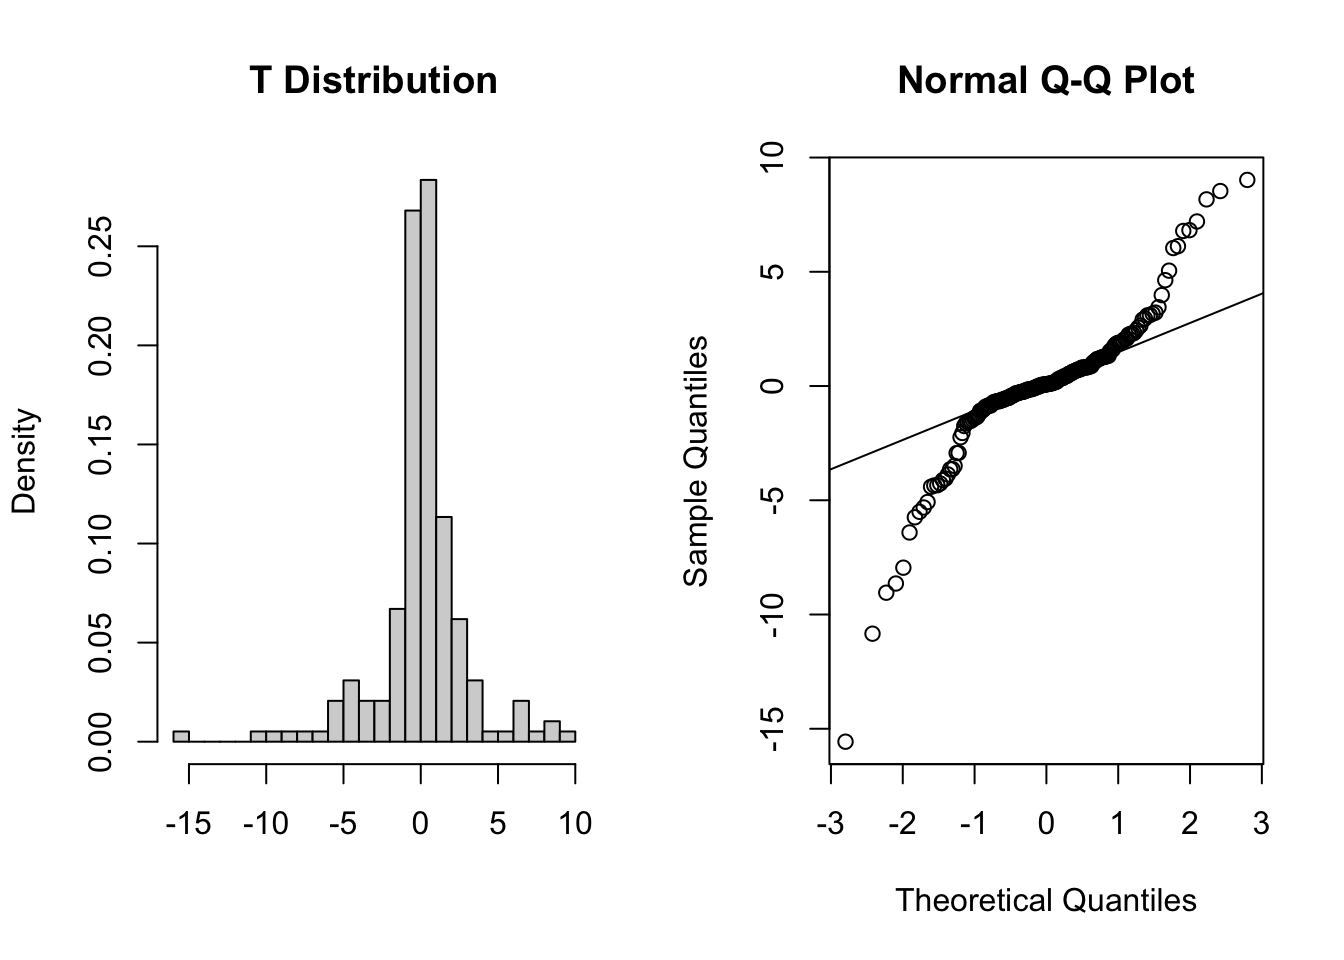 T Distribution
Density
0.00 0.05 0.10 0.15 0.20 0.25
-15 -10 -5 0 5 10
Normal Q-Q Plot
Sample Quantiles
-15 -10 -5 0 5 10
-3 -2 -1 0 1 2 3
Theoretical Quantiles